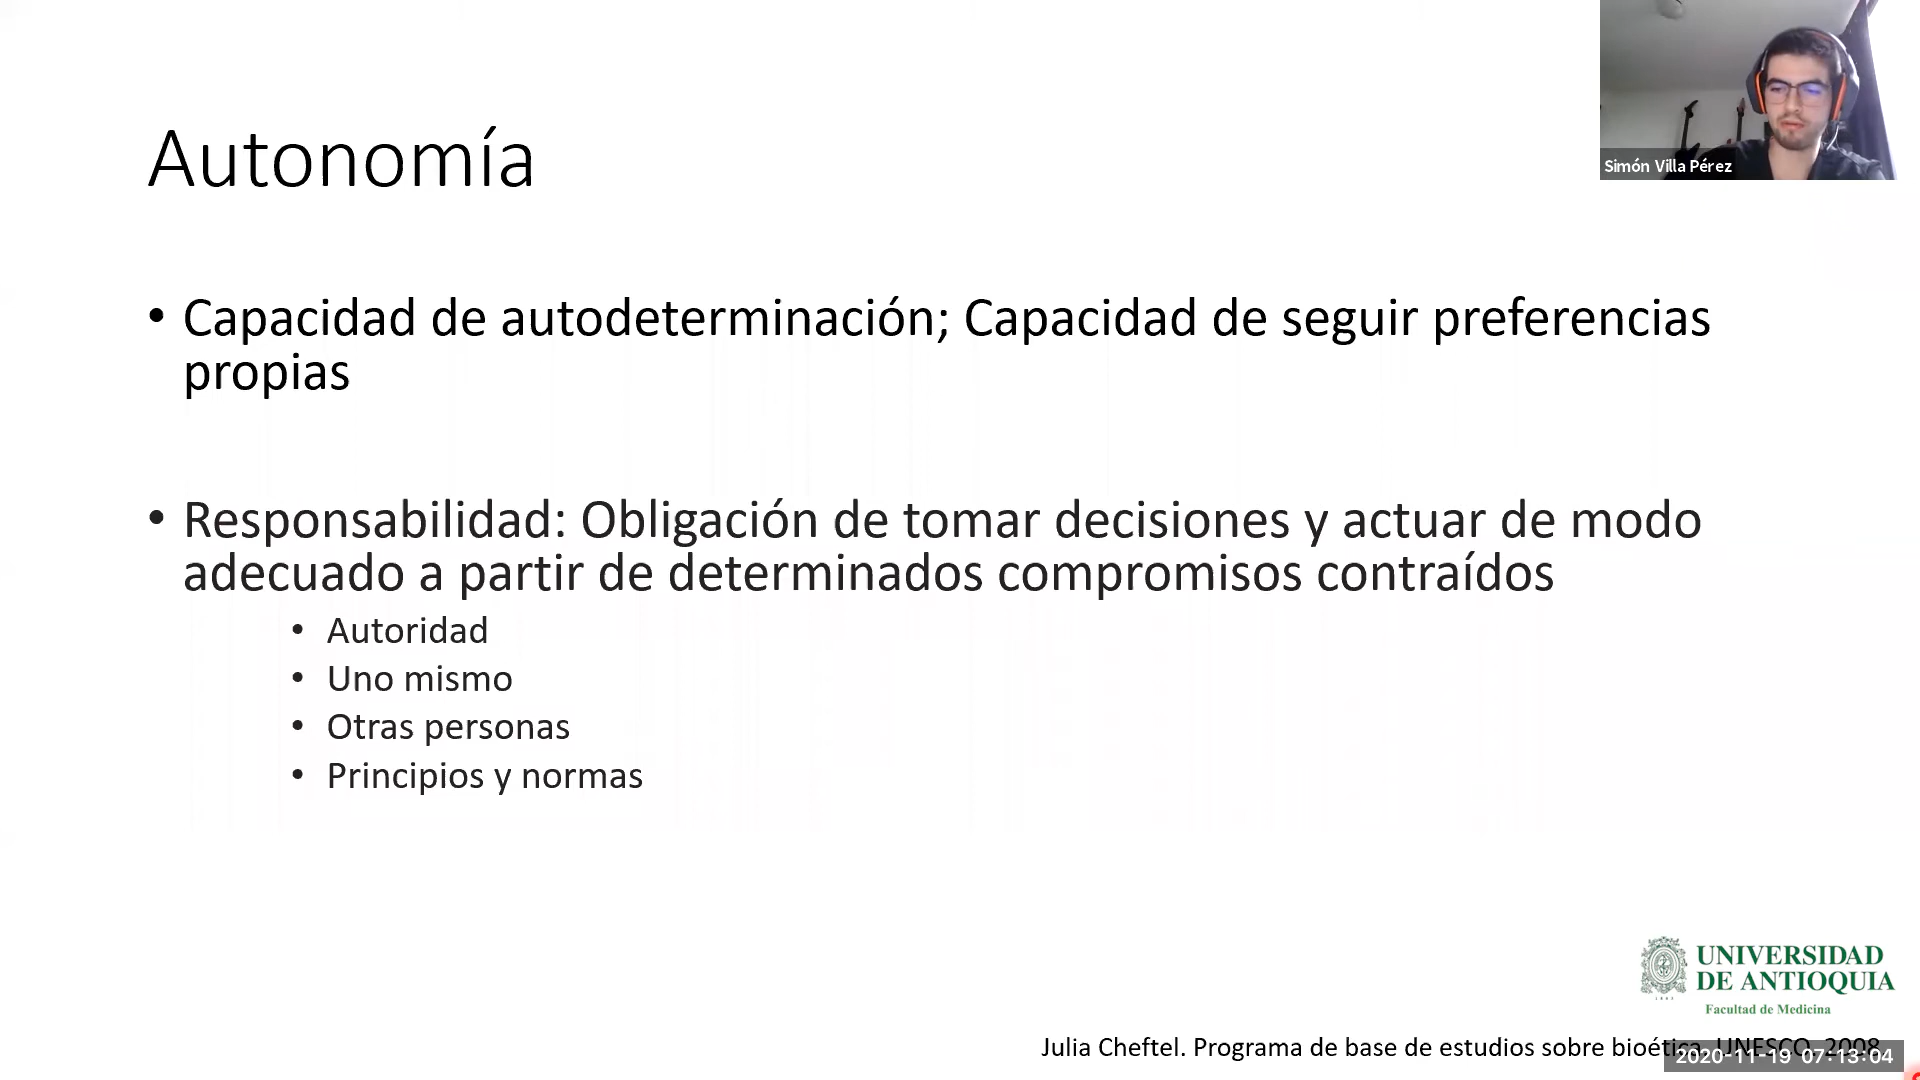 Simón Villa Pérez
Autonomía
• Capacidad de autodeterminación; Capacidad de seguir preferencias
propias
• Responsabilidad: Obligación de tomar decisiones y actuar de modo
adecuado a partir de determinados compromisos contraídos
• Autoridad
• Uno mismo
• Otras personas
• Principios y normas
UNIVERSIDAD
DE ANTIOQUIA
1803
Facultad de Medicina
Julia Cheftel. Programa de base de estudios sobre bioética. UNESCO. 2008
2020-11-19 07:13:04